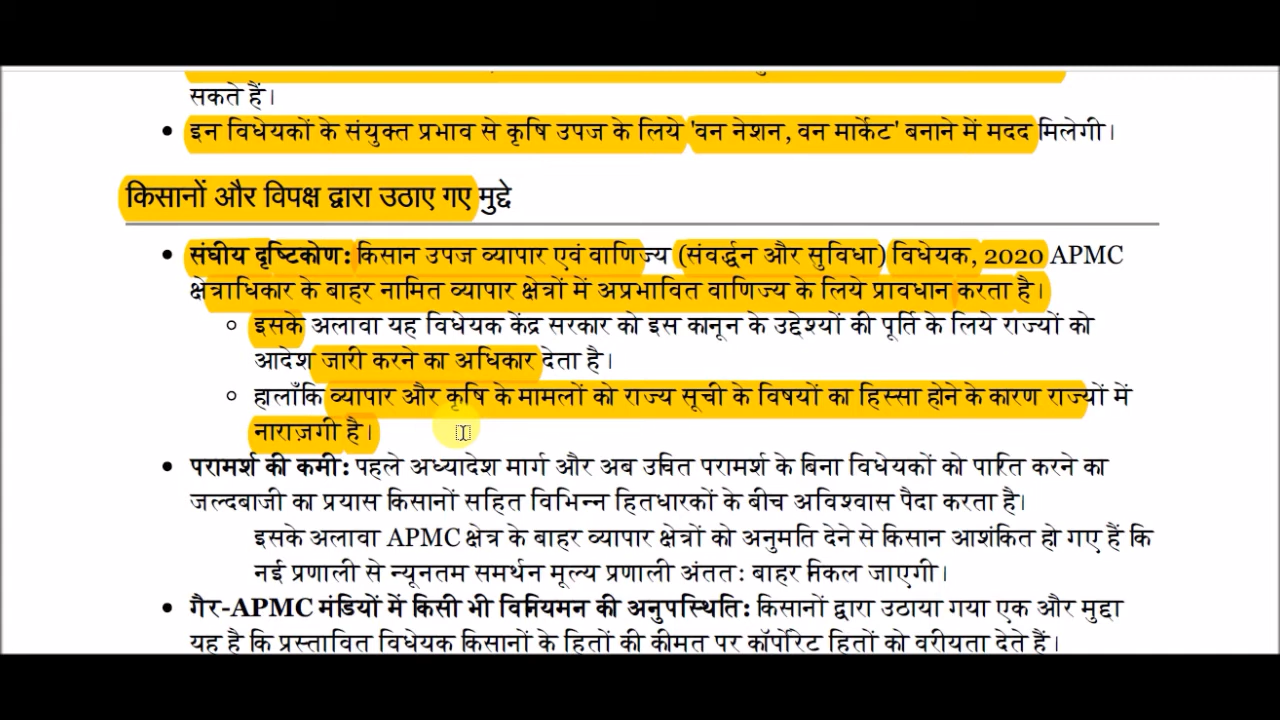 सकते हैं।
• इन विधेयकों के संयुक्त प्रभाव से कृषि उपज के लिये 'वन नेशन, वन मार्केट' बनाने में मदद मिलेगी।
किसानों और विपक्ष द्वारा उठाए गए मुद्दे
• संघीय दृष्टिकोण: किसान उपज व्यापार एवं वाणिज्य (संवर्द्धन और सुविधा) विधेयक, 2020 APMC
क्षेत्राधिकार के बाहर नामित व्यापार क्षेत्रों में अप्रभावित वाणिज्य के लिये प्रावधान करता है।
○ इसके अलावा यह विधेयक केंद्र सरकार को इस कानून के उद्देश्यों की पूर्ति के लिये राज्यों को
आदेश जारी करने का अधिकार देता है।
○ हालाँकि व्यापार और कृषि के मामलों को राज्य सूची के विषयों का हिस्सा होने के कारण राज्यों में
नाराज़गी है।
• परामर्श की कमी: पहले अध्यादेश मार्ग और अब उचित परामर्श के बिना विधेयकों को पारित करने का
जल्दबाजी का प्रयास किसानों सहित विभिन्न हितधारकों के बीच अविश्वास पैदा करता है।
इसके अलावा APMC क्षेत्र के बाहर व्यापार क्षेत्रों को अनुमति देने से किसान आशंकित हो गए हैं कि
नई प्रणाली से न्यूनतम समर्थन मूल्य प्रणाली अंततः बाहर निकल जाएगी।
• गैर-APMC मंडियों में किसी भी विनियमन की अनुपस्थिति: किसानों द्वारा उठाया गया एक और मुद्दा
यह है कि प्रस्तावित विधेयक किसानों के हितों की कीमत पर कॉर्पोरेट हितों को वरीयता देते हैं।